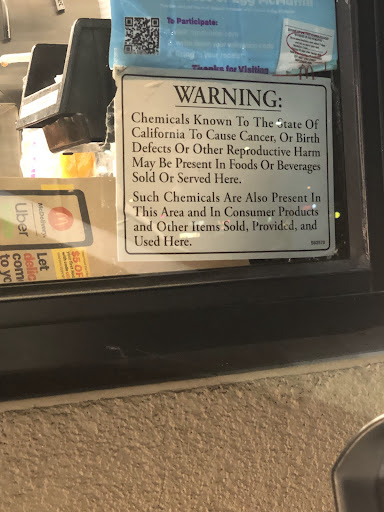 To Participate:
Thanks for Visiting
WARNING:
Chemicals Known To The State Of
California To Cause Cancer, Or Birth
Defects Or Other Reproductive Harm
May Be Present In Foods Or Beverages
Sold Or Served Here.
Such Chemicals Are Also Present In
This Area and In Consumer Products
and Other Items Sold, Provided, and
Used Here.
Uber
$5 OFF
Let